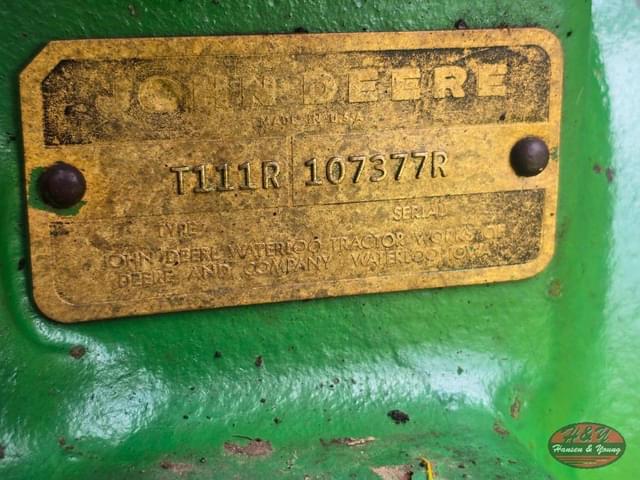 JOHN DEERE
MADE IN U.S.A
T111R 107377R
TYPE SERIAL
JOHN DEERE WATERLOO TRACTOR WORKS OF
DEERE AND COMPANY WATERLOO IOWA
H&Y
Hansen & Young